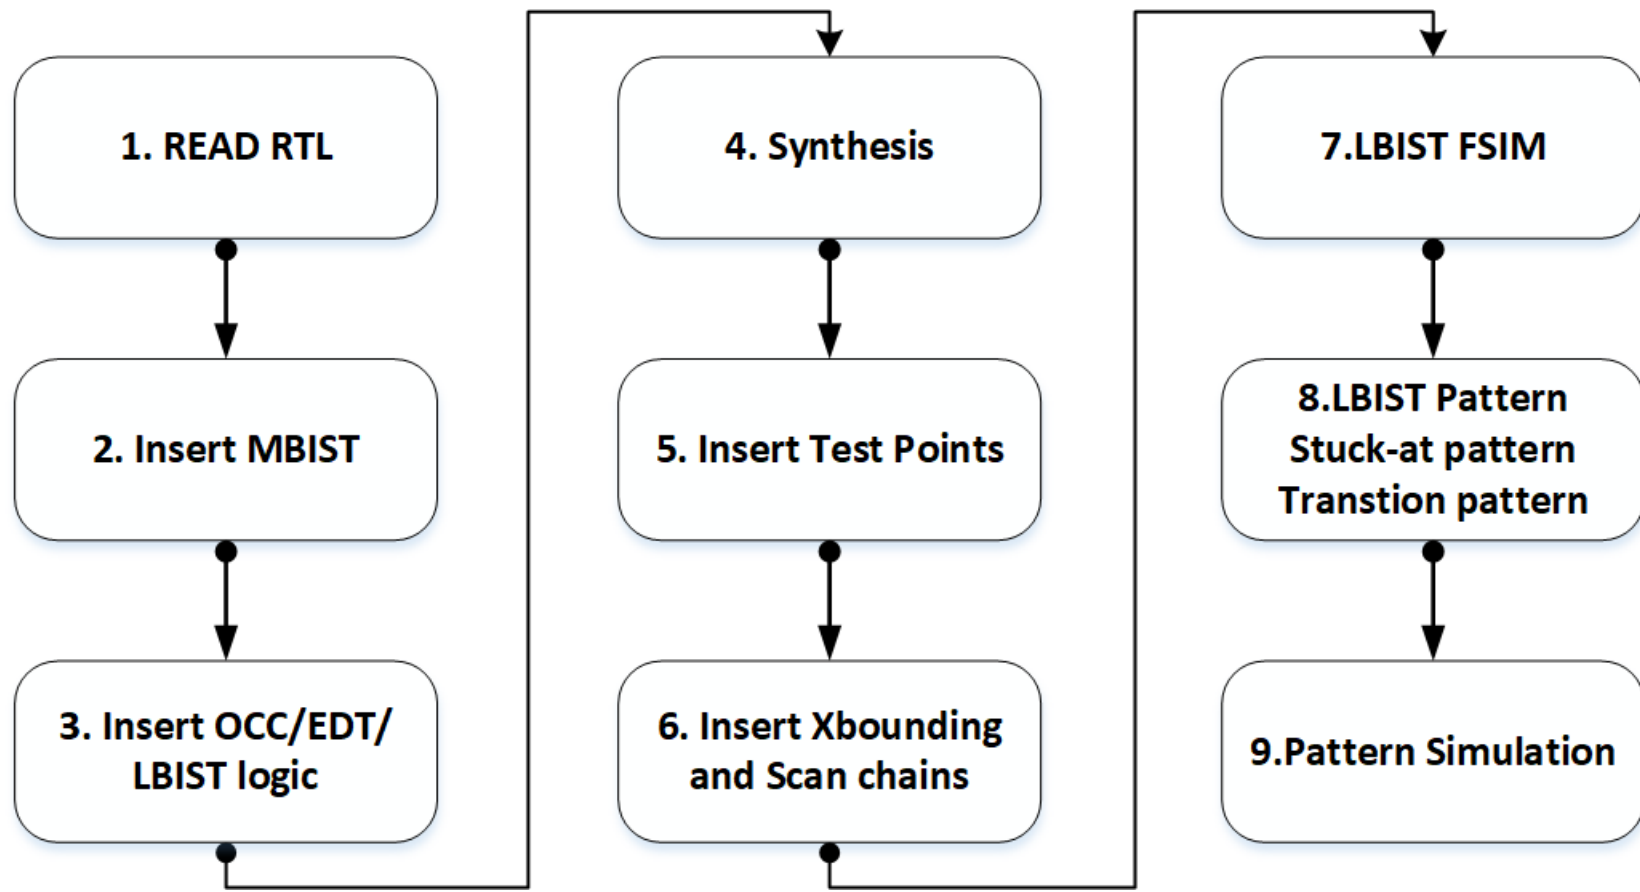 1. READ RTL
2. Insert MBIST
3. Insert OCC/EDT/
LBIST logic
4. Synthesis
5. Insert Test Points
6. Insert Xbounding
and Scan chains
7.LBIST FSIM
8.LBIST Pattern
Stuck-at pattern
Transtion pattern
9.Pattern Simulation